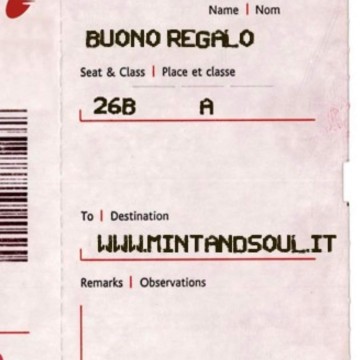 Name | Nom
BUONO REGALO
Seat & Class | Place et classe
26B A
To | Destination
WWW.MINTANDSOUL.IT
Remarks | Observations